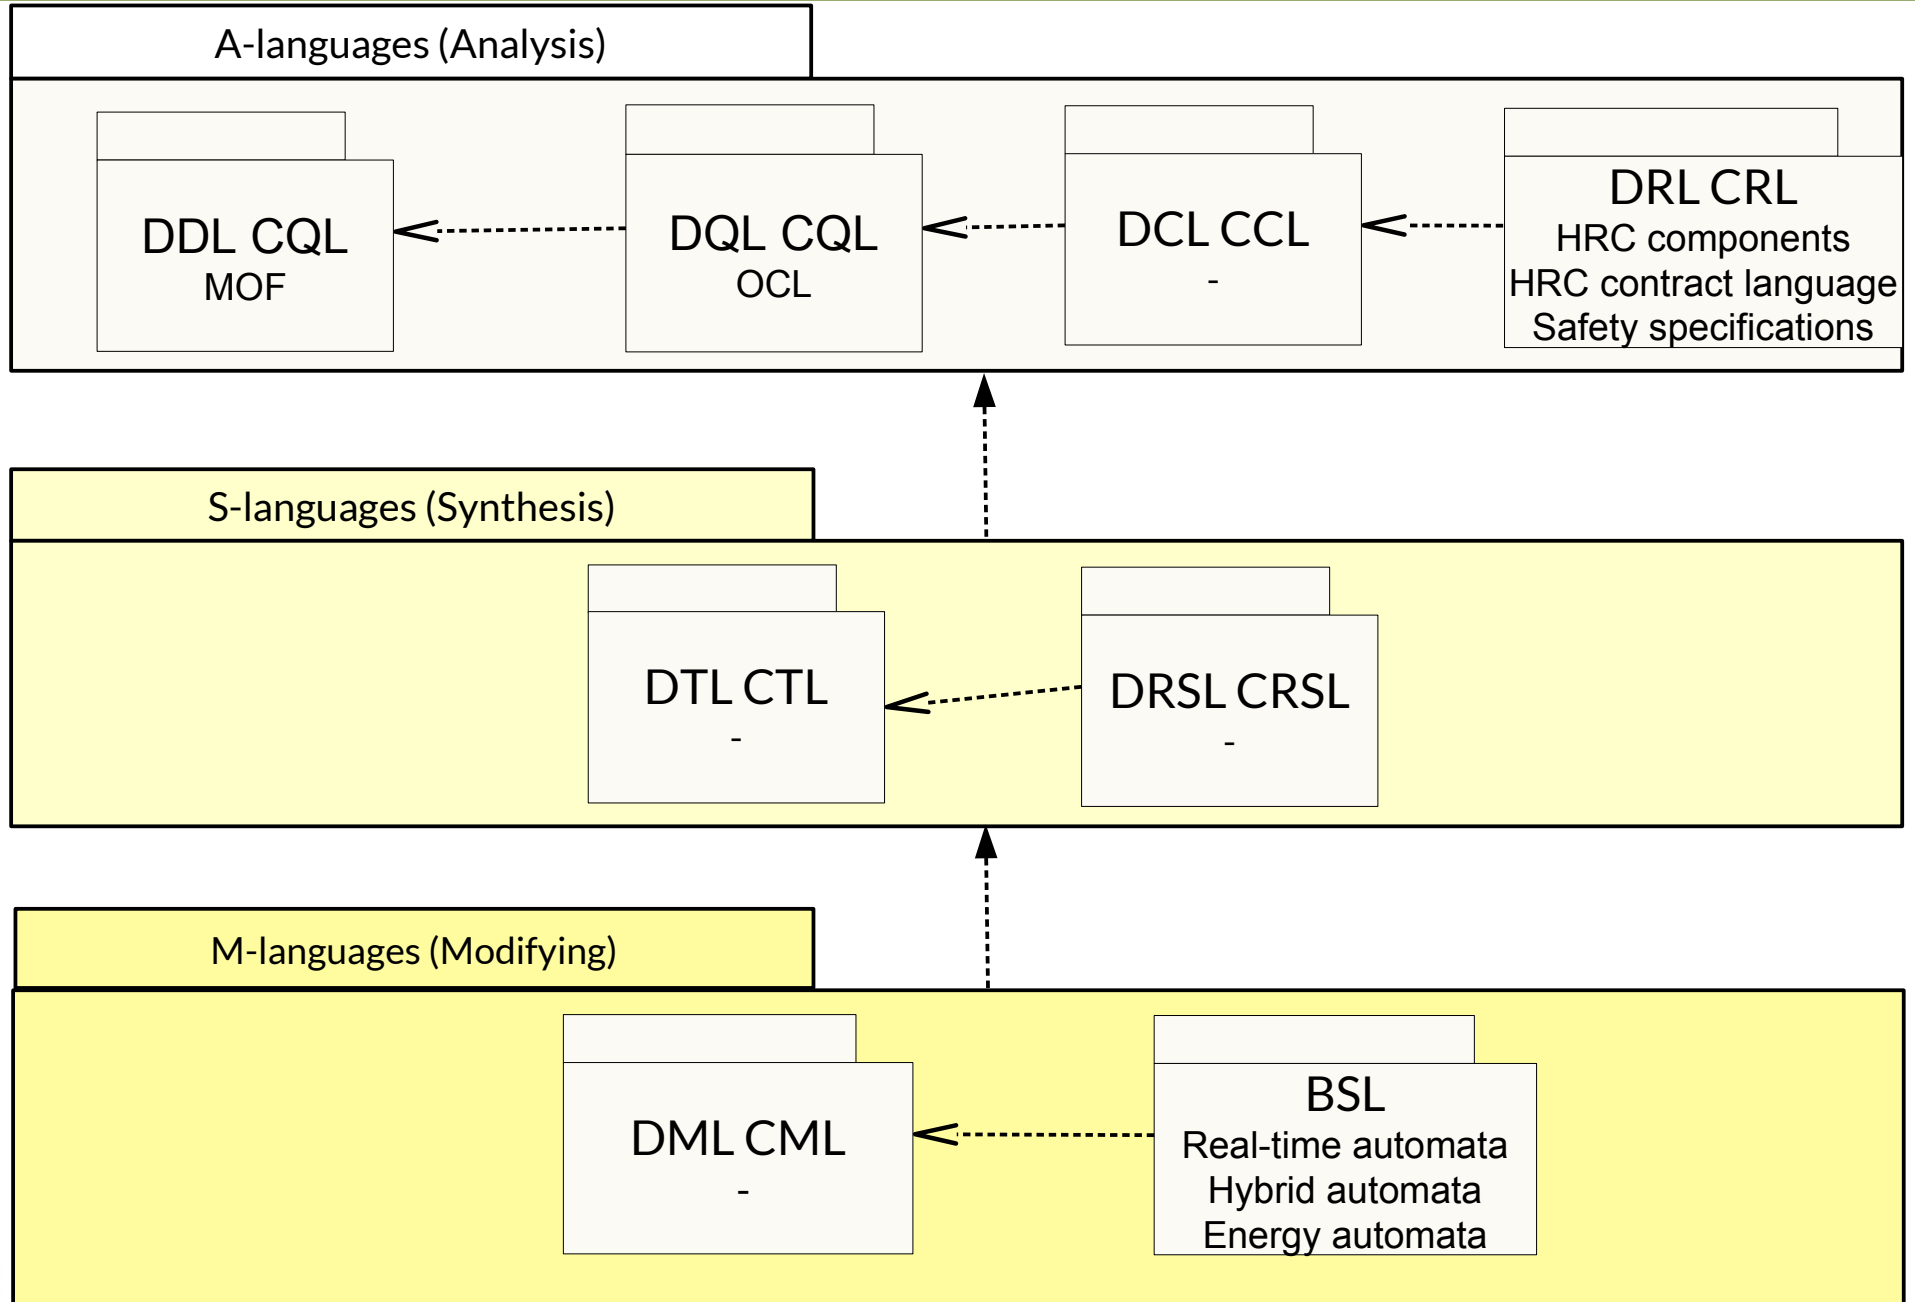 A-languages (Analysis)
DDL CQL
MOF
DQL CQL
OCL
DCL CCL
-
DRL CRL
HRC components
HRC contract language
Safety specifications
S-languages (Synthesis)
DTL CTL
-
DRSL CRSL
-
M-languages (Modifying)
DML CML
-
BSL
Real-time automata
Hybrid automata
Energy automata